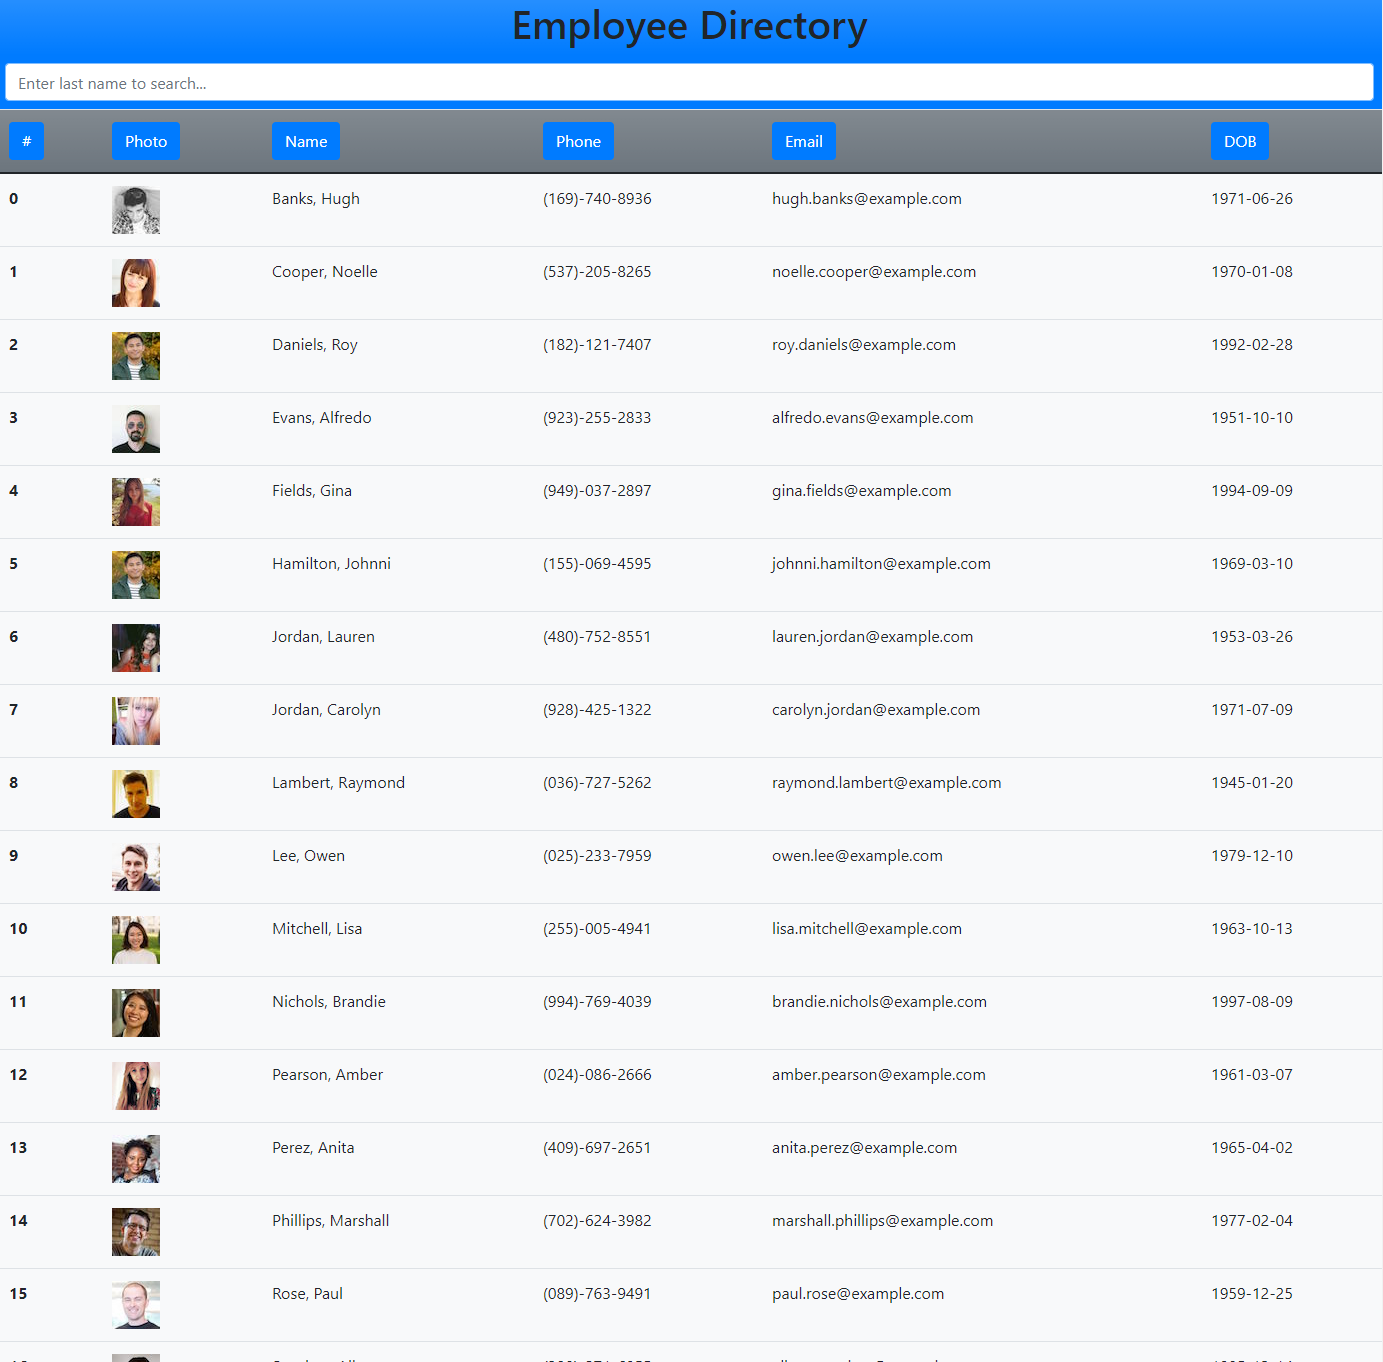 Employee Directory
Enter last name to search...
# Photo Name Phone Email DOB
0 Banks, Hugh (169)-740-8936 hugh.banks@example.com 1971-06-26
1 Cooper, Noelle (537)-205-8265 noelle.cooper@example.com 1970-01-08
2 Daniels, Roy (182)-121-7407 roy.daniels@example.com 1992-02-28
3 Evans, Alfredo (923)-255-2833 alfredo.evans@example.com 1951-10-10
4 Fields, Gina (949)-037-2897 gina.fields@example.com 1994-09-09
5 Hamilton, Johnni (155)-069-4595 johnni.hamilton@example.com 1969-03-10
6 Jordan, Lauren (480)-752-8551 lauren.jordan@example.com 1953-03-26
7 Jordan, Carolyn (928)-425-1322 carolyn.jordan@example.com 1971-07-09
8 Lambert, Raymond (036)-727-5262 raymond.lambert@example.com 1945-01-20
9 Lee, Owen (025)-233-7959 owen.lee@example.com 1979-12-10
10 Mitchell, Lisa (255)-005-4941 lisa.mitchell@example.com 1963-10-13
11 Nichols, Brandie (994)-769-4039 brandie.nichols@example.com 1997-08-09
12 Pearson, Amber (024)-086-2666 amber.pearson@example.com 1961-03-07
13 Perez, Anita (409)-697-2651 anita.perez@example.com 1965-04-02
14 Phillips, Marshall (702)-624-3982 marshall.phillips@example.com 1977-02-04
15 Rose, Paul (089)-763-9491 paul.rose@example.com 1959-12-25